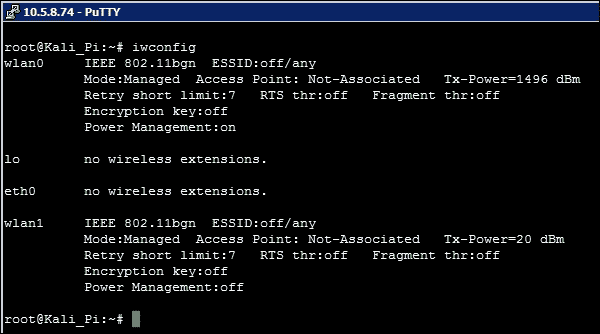 10.5.8.74 - PuTTY
root@Kali_Pi:~# iwconfig
wlan0     IEEE 802.11bgn  ESSID:off/any
          Mode:Managed  Access Point: Not-Associated   Tx-Power=1496 dBm
          Retry short limit:7   RTS thr:off   Fragment thr:off
          Encryption key:off
          Power Management:on
lo        no wireless extensions.
eth0      no wireless extensions.
wlan1     IEEE 802.11bgn  ESSID:off/any
          Mode:Managed  Access Point: Not-Associated   Tx-Power=20 dBm
          Retry short limit:7   RTS thr:off   Fragment thr:off
          Encryption key:off
          Power Management:off
root@Kali_Pi:~#